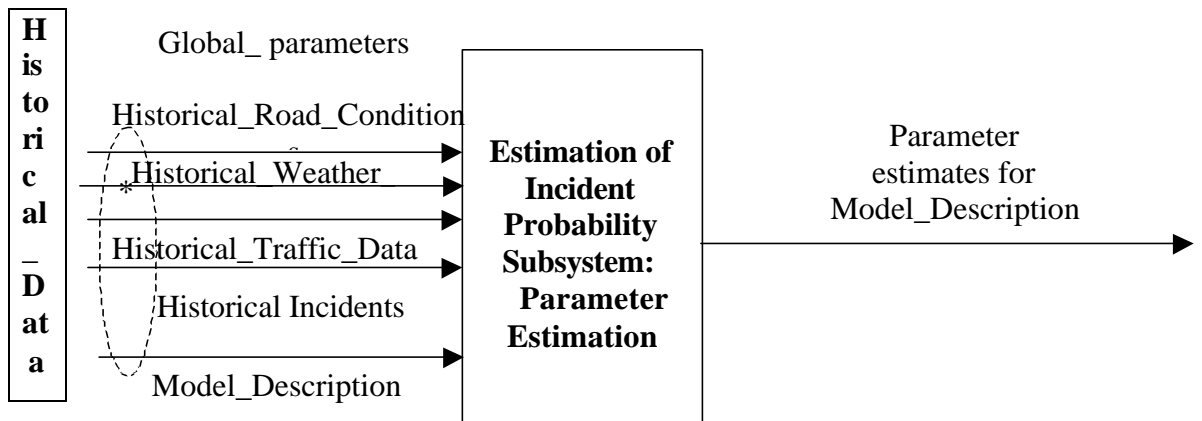 H
is
to
ri
c
al
_
D
at
a
Global_ parameters
Historical_Road_Condition
s
*Historical_Weather_
Historical_Traffic_Data
Historical Incidents
Model_Description
Estimation of
Incident
Probability
Subsystem:
Parameter
Estimation
Parameter
estimates for
Model_Description